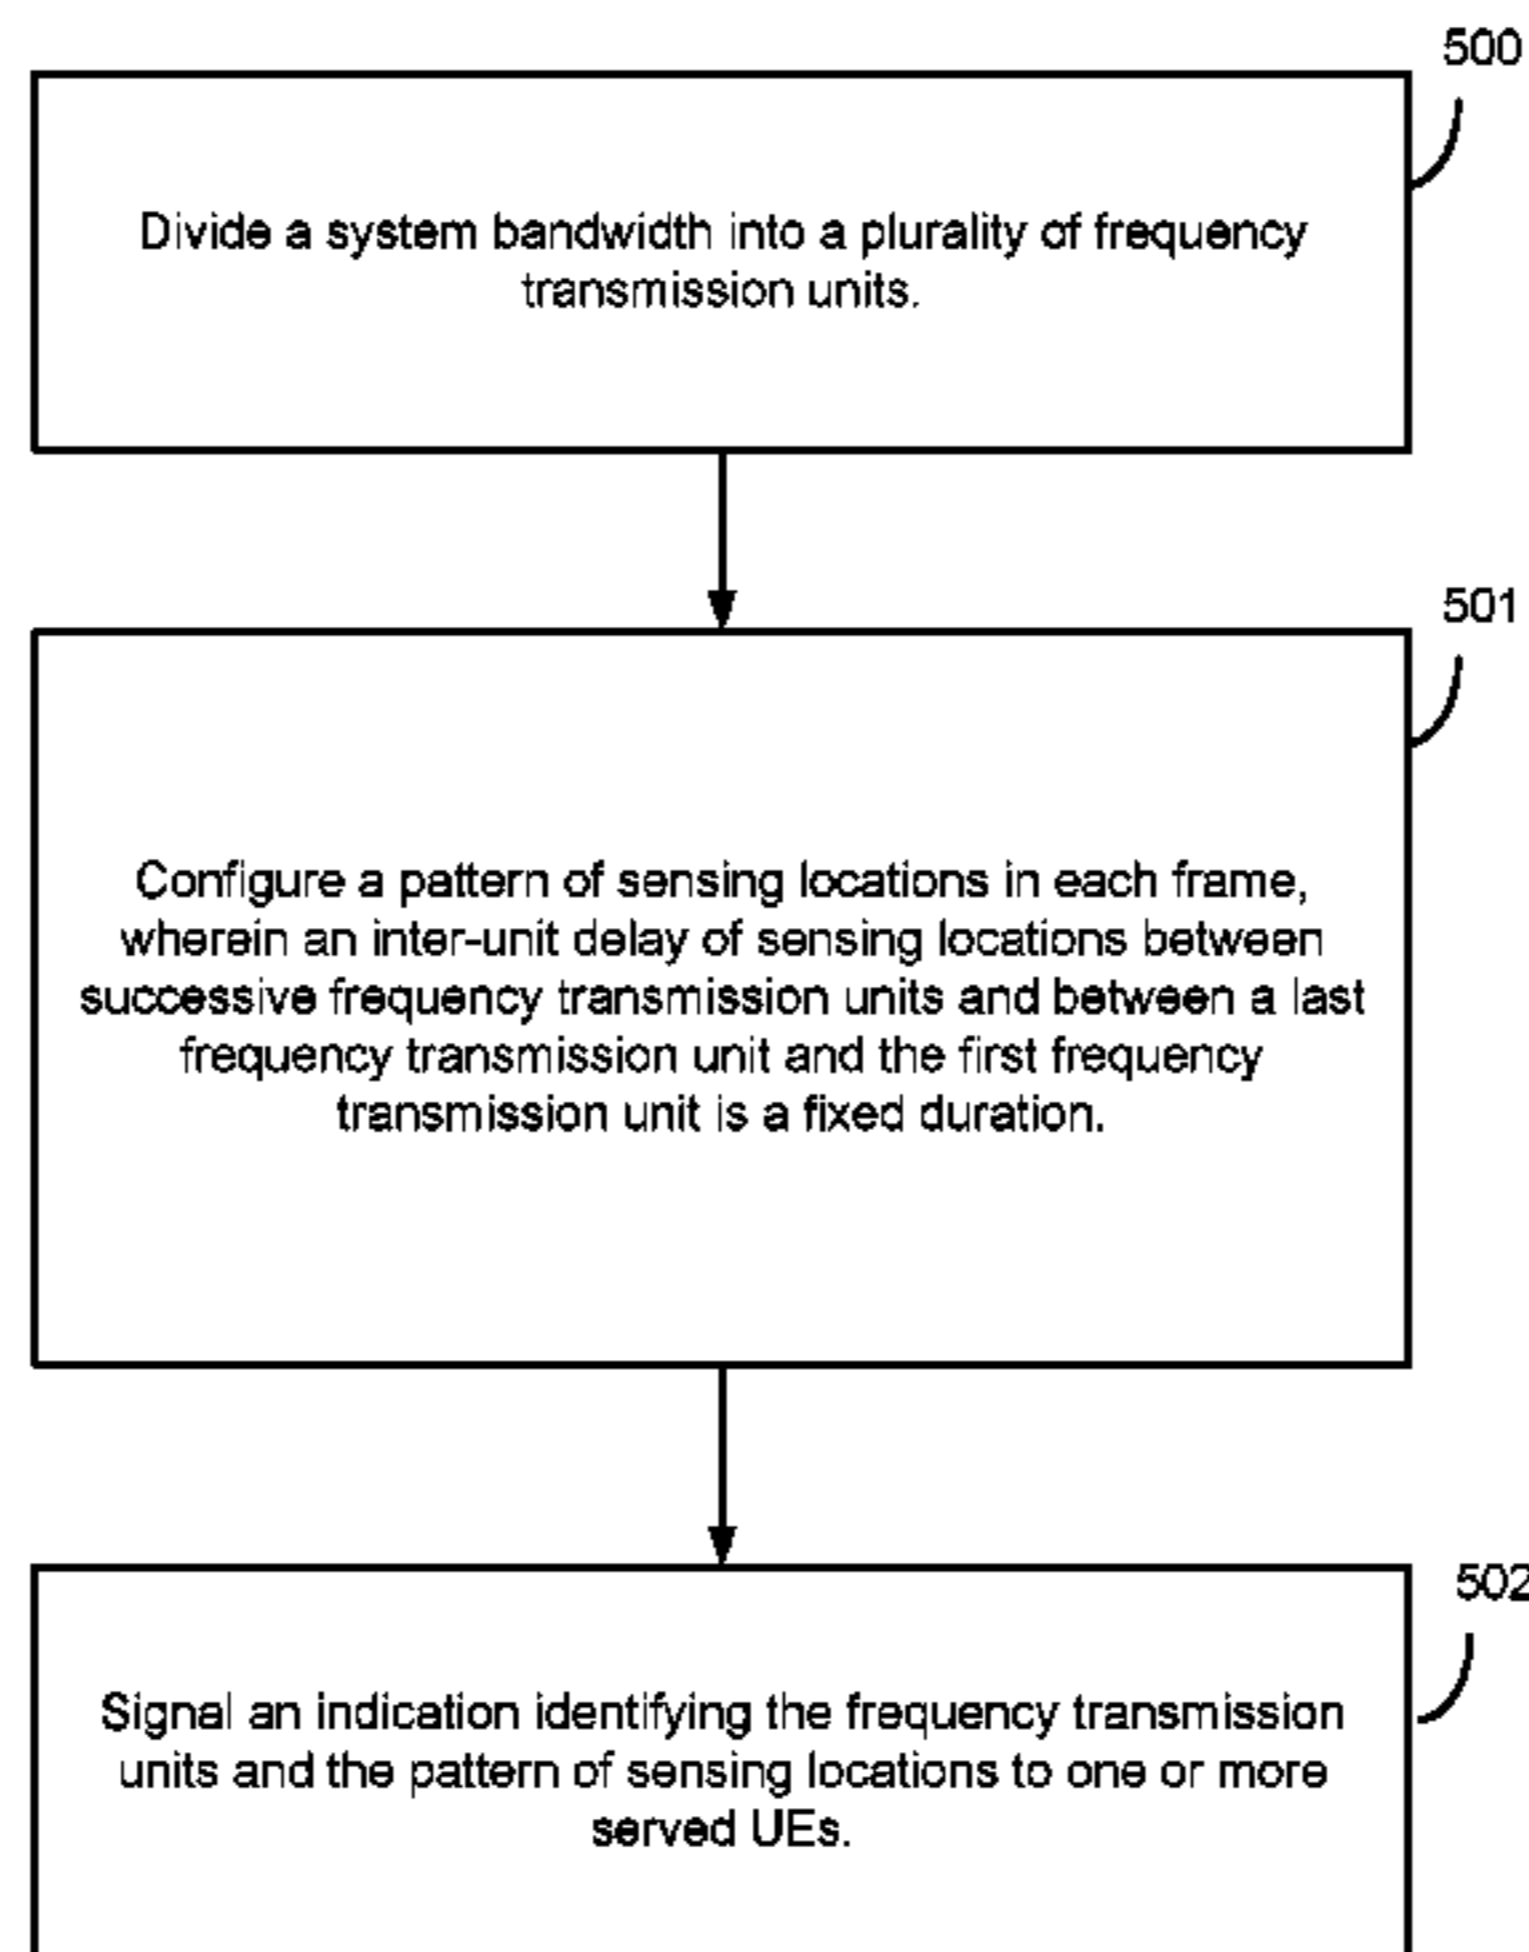 500
Divide a system bandwidth into a plurality of frequency
transmission units.
501
Configure a pattern of sensing locations in each frame,
wherein an inter-unit delay of sensing locations between
successive frequency transmission units and between a last
frequency transmission unit and the first frequency
transmission unit is a fixed duration.
502
Signal an indication identifying the frequency transmission
units and the pattern of sensing locations to one or more
served UEs.